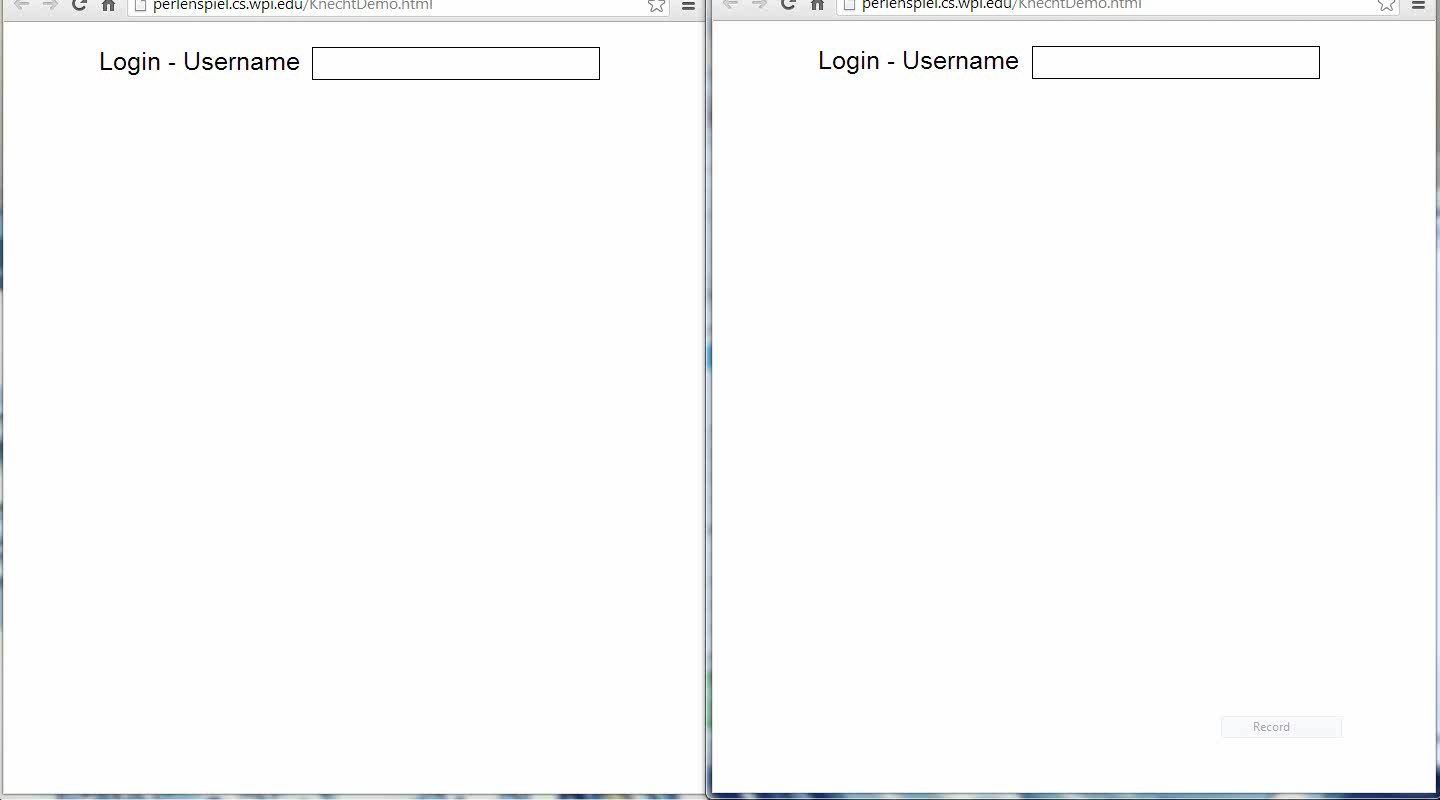 perlenspiel.cs.wpi.edu/KnechtDemo.html
Login - Username
perlenspiel.cs.wpi.edu/KnechtDemo.html
Login - Username
Record